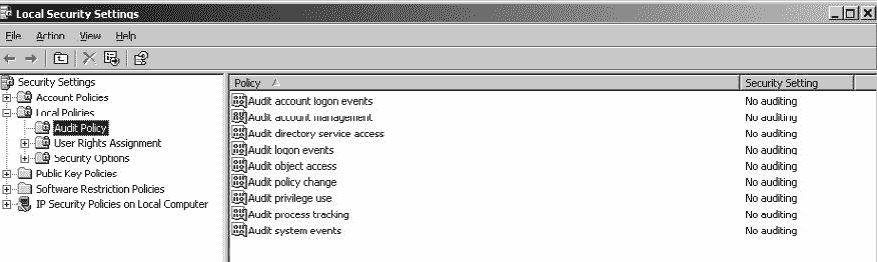 Local Security Settings
File Action View Help
Security Settings
Account Policies
Local Policies
Audit Policy
User Rights Assignment
Security Options
Public Key Policies
Software Restriction Policies
IP Security Policies on Local Computer
Policy Security Setting
Audit account logon events No auditing
Audit account management No auditing
Audit directory service access No auditing
Audit logon events No auditing
Audit object access No auditing
Audit policy change No auditing
Audit privilege use No auditing
Audit process tracking No auditing
Audit system events No auditing